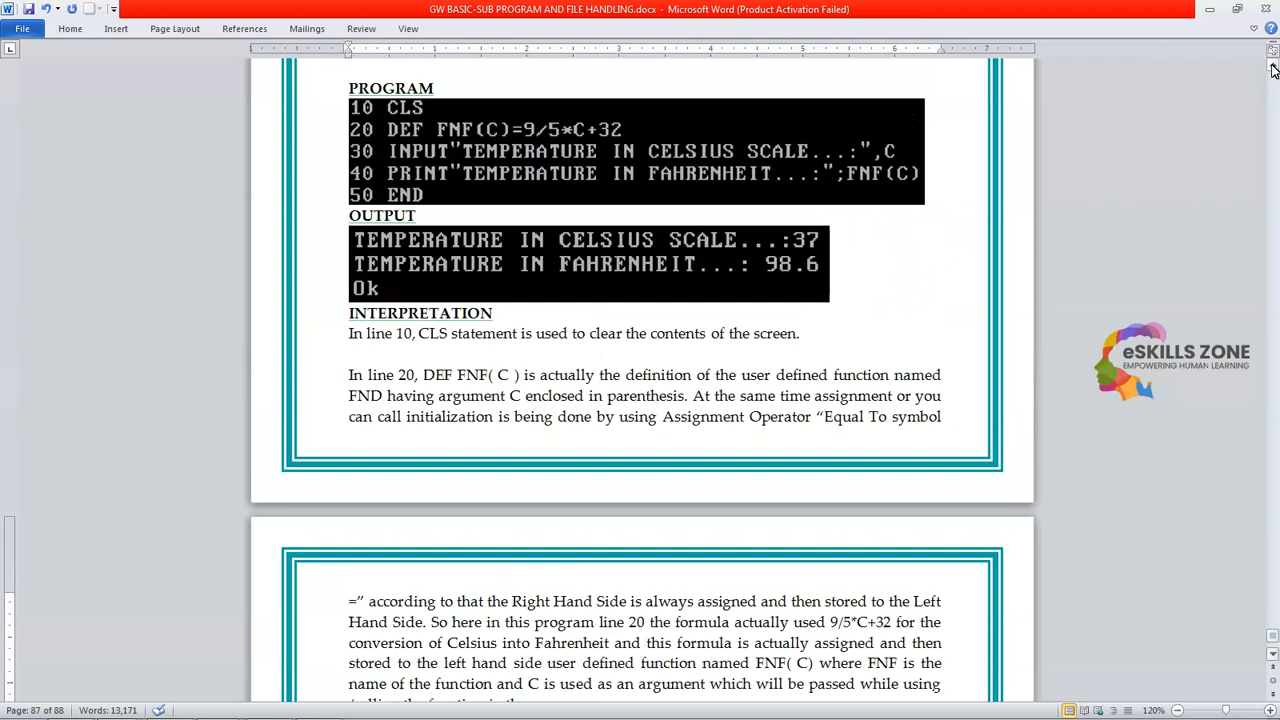 GW BASIC-SUB PROGRAM AND FILE HANDLING.docx - Microsoft Word (Product Activation Failed)
File Home Insert Page Layout References Mailings Review View
1 1 2 3 4 5 6 7
PROGRAM
10 CLS
20 DEF FNF(C)=9/5*C+32
30 INPUT"TEMPERATURE IN CELSIUS SCALE...:",C
40 PRINT"TEMPERATURE IN FAHRENHEIT...:";FNF(C)
50 END
OUTPUT
TEMPERATURE IN CELSIUS SCALE...:37
TEMPERATURE IN FAHRENHEIT...: 98.6
Ok
INTERPRETATION
In line 10, CLS statement is used to clear the contents of the screen.
eSKILLS ZONE
EMPOWERING HUMAN LEARNING
In line 20, DEF FNF( C ) is actually the definition of the user defined function named
FND having argument C enclosed in parenthesis. At the same time assignment or you
can call initialization is being done by using Assignment Operator “Equal To symbol
=” according to that the Right Hand Side is always assigned and then stored to the Left
Hand Side. So here in this program line 20 the formula actually used 9/5*C+32 for the
conversion of Celsius into Fahrenheit and this formula is actually assigned and then
stored to the left hand side user defined function named FNF( C) where FNF is the
name of the function and C is used as an argument which will be passed while using
Page: 87 of 88 Words: 13,171 120%